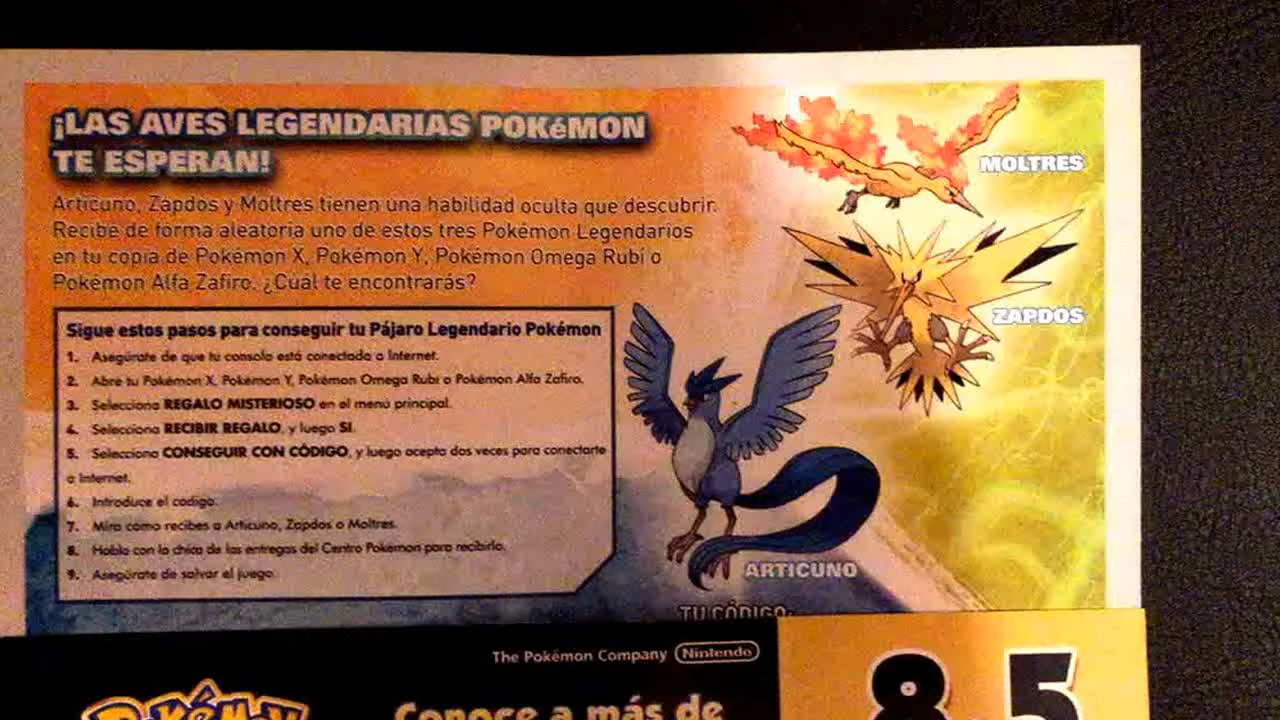 ¡LAS AVES LEGENDARIAS POKéMON
TE ESPERAN!
Articuno, Zapdos y Moltres tienen una habilidad oculta que descubrir.
Recibe de forma aleatoria uno de estos tres Pokémon Legendarios
en tu copia de Pokémon X, Pokémon Y, Pokémon Omega Rubí o
Pokémon Alfa Zafiro. ¿Cuál te encontrarás?
MOLTRES
ZAPDOS
Sigue estos pasos para conseguir tu Pájaro Legendario Pokémon
1. Asegúrate de que tu consola está conectada a Internet.
2. Abre tu Pokémon X, Pokémon Y, Pokémon Omega Rubí o Pokémon Alfa Zafiro.
3. Selecciona REGALO MISTERIOSO en el menú principal.
4. Selecciona RECIBIR REGALO, y luego SI.
5. Selecciona CONSEGUIR CON CÓDIGO, y luego acepta dos veces para conectarte
a Internet.
6. Introduce el código.
7. Mira cómo recibes a Articuno, Zapdos o Moltres.
8. Habla con la chica de las entregas del Centro Pokémon para recibirlo.
9. Asegúrate de salvar el juego.
ARTICUNO
TU CÓDIGO:
The Pokémon Company Nintendo
Pokémon
Conoce a más de
8.5